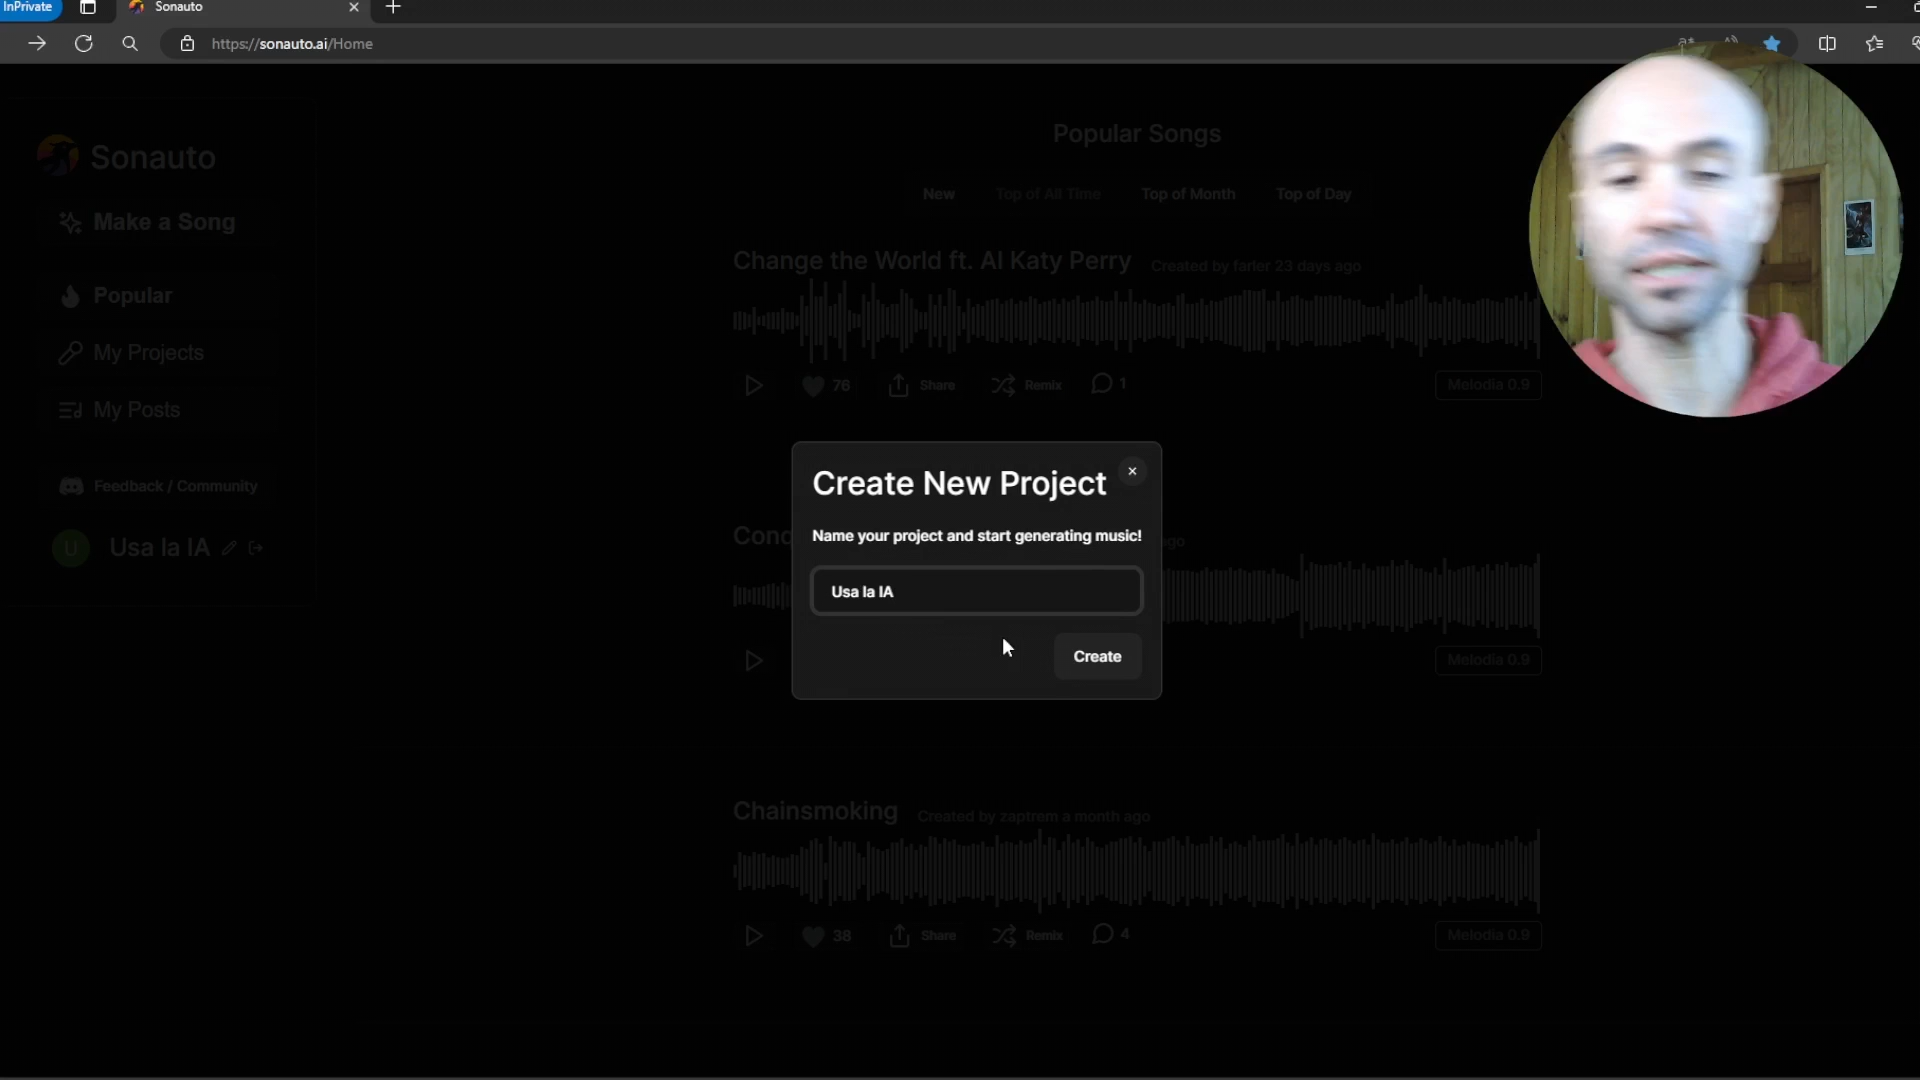 InPrivate
Sonauto
https://sonauto.ai/Home
Sonauto
Make a Song
Popular
My Projects
My Posts
Feedback / Community
U
Usa la IA
Popular Songs
New
Top of All Time
Top of Month
Top of Day
Change the World ft. AI Katy Perry
Created by farler 23 days ago
76
Share
Remix
1
Melodia 0.9
Create New Project
Name your project and start generating music!
Usa la IA
Create
ago
Melodia 0.9
Chainsmoking
Created by zaptrem a month ago
38
Share
Remix
4
Melodia 0.9